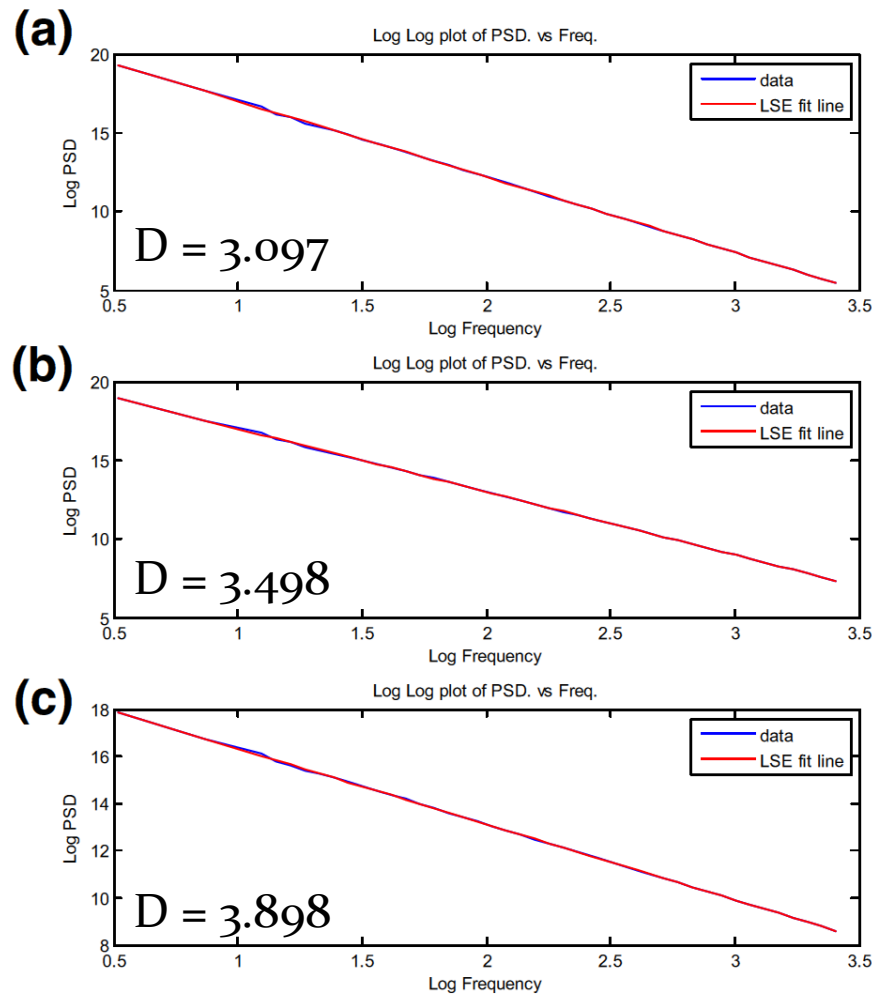 (a)
Log Log plot of PSD. vs Freq.
20
15
10
5
Log PSD
data
LSE fit line
D = 3.097
0.5 1 1.5 2 2.5 3 3.5
Log Frequency
(b)
Log Log plot of PSD. vs Freq.
20
15
10
5
Log PSD
data
LSE fit line
D = 3.498
0.5 1 1.5 2 2.5 3 3.5
Log Frequency
(c)
Log Log plot of PSD. vs Freq.
18
16
14
12
10
8
Log PSD
data
LSE fit line
D = 3.898
0.5 1 1.5 2 2.5 3 3.5
Log Frequency